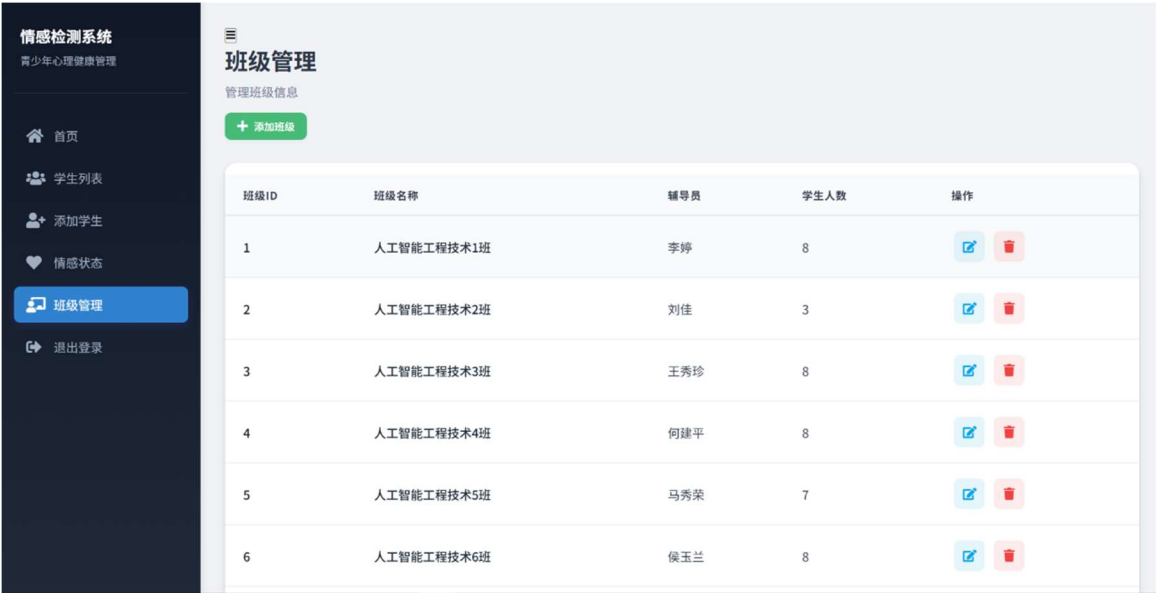 情感检测系统
青少年心理健康管理
首页
学生列表
添加学生
情感状态
班级管理
退出登录
班级管理
管理班级信息
添加班级
班级ID 班级名称 辅导员 学生人数 操作
1 人工智能工程技术1班 李婷 8
2 人工智能工程技术2班 刘佳 3
3 人工智能工程技术3班 王秀珍 8
4 人工智能工程技术4班 何建平 8
5 人工智能工程技术5班 马秀荣 7
6 人工智能工程技术6班 侯玉兰 8